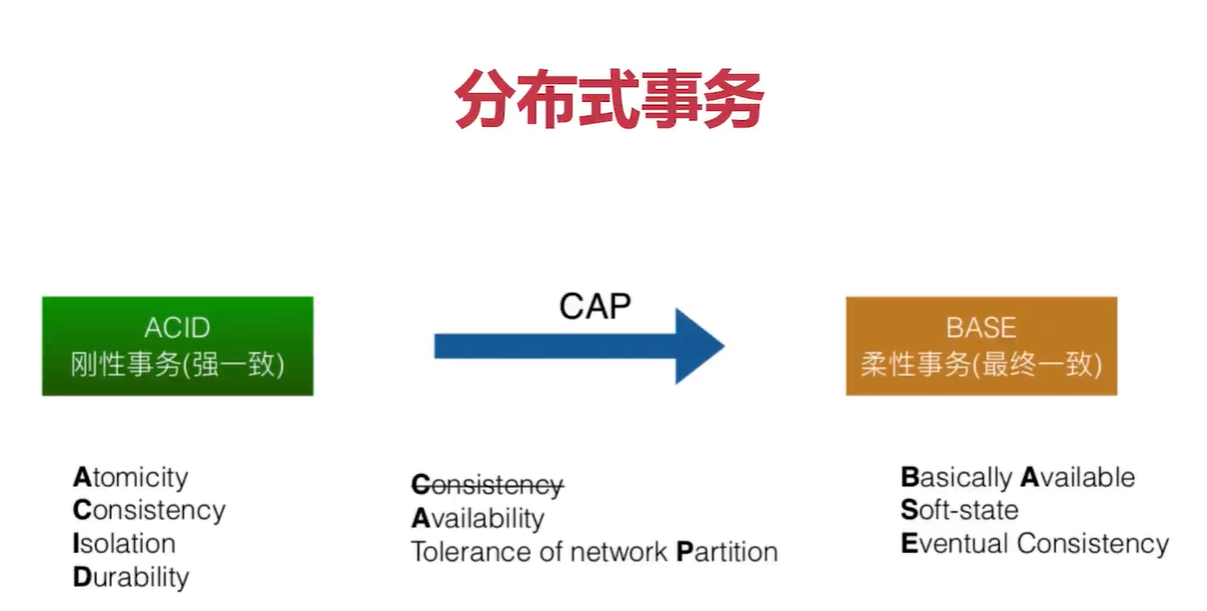 分布式事务
ACID
刚性事务(强一致)
CAP
BASE
柔性事务(最终一致)
Atomicity
Consistency
Isolation
Durability
Consistency
Availability
Tolerance of network Partition
Basically Available
Soft-state
Eventual Consistency